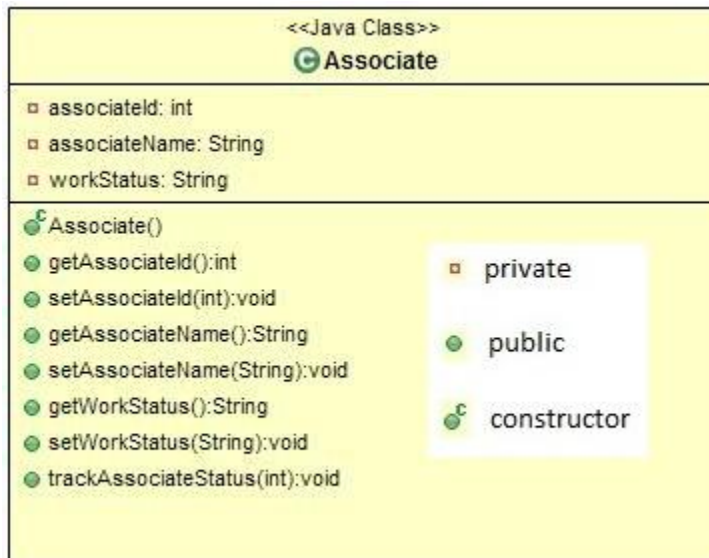 <<Java Class>>
C Associate
associateId: int
associateName: String
workStatus: String
C Associate()
getAssociateId():int
setAssociateId(int):void
getAssociateName():String
setAssociateName(String):void
getWorkStatus():String
setWorkStatus(String):void
trackAssociateStatus(int):void
private
public
C constructor